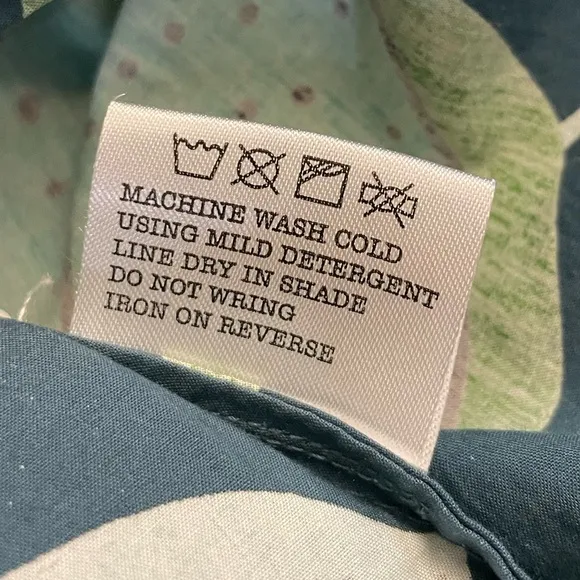 MACHINE WASH COLD
USING MILD DETERGENT
LINE DRY IN SHADE
DO NOT WRING
IRON ON REVERSE